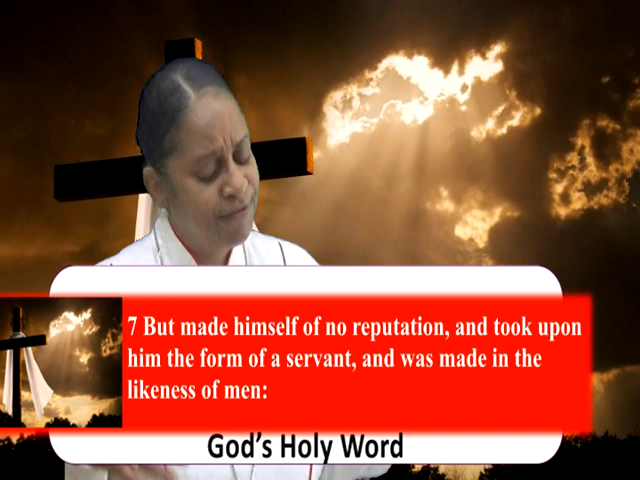 7 But made himself of no reputation, and took upon
him the form of a servant, and was made in the
likeness of men:
God's Holy Word